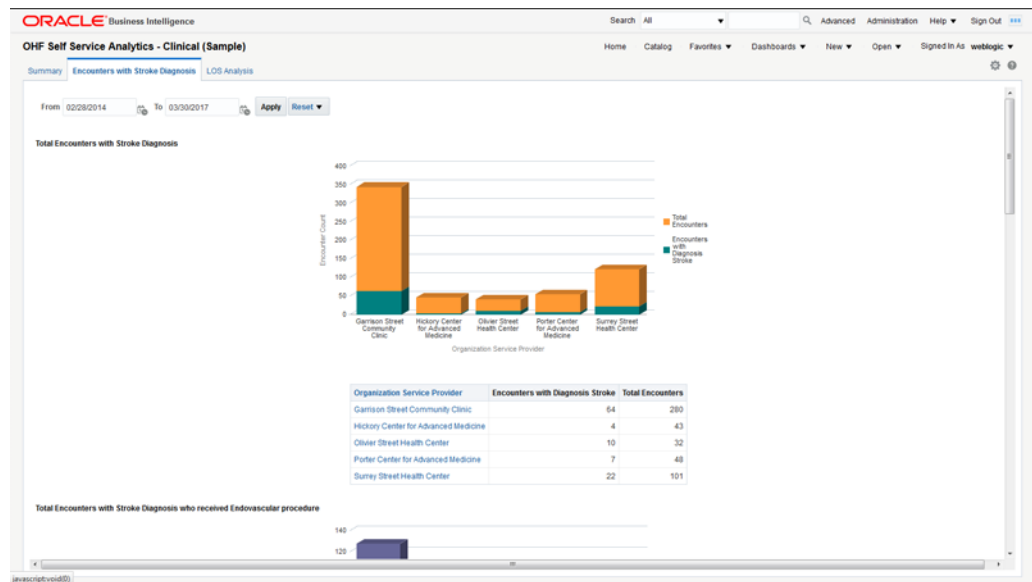 ORACLE Business Intelligence
Search All Advanced Administration Help Sign Out
OHF Self Service Analytics - Clinical (Sample)
Home Catalog Favorites Dashboards New Open Signed In As weblogic
Summary Encounters with Stroke Diagnosis LOS Analysis
From 02/28/2014 To 03/30/2017 Apply Reset
Total Encounters with Stroke Diagnosis
400
350
300
250
200
150
100
50
0
Encounter Count
Total
Encounters
Encounters
with
Diagnosis
Stroke
Garrison Street
Community
Clinic
Hickory Center
for Advanced
Medicine
Olivier Street
Health Center
Porter Center
for Advanced
Medicine
Surrey Street
Health Center
Organization Service Provider
Organization Service Provider Encounters with Diagnosis Stroke Total Encounters
Garrison Street Community Clinic 64 280
Hickory Center for Advanced Medicine 4 43
Olivier Street Health Center 10 32
Porter Center for Advanced Medicine 7 48
Surrey Street Health Center 22 101
Total Encounters with Stroke Diagnosis who received Endovascular procedure
140
120
javascript:void(0)